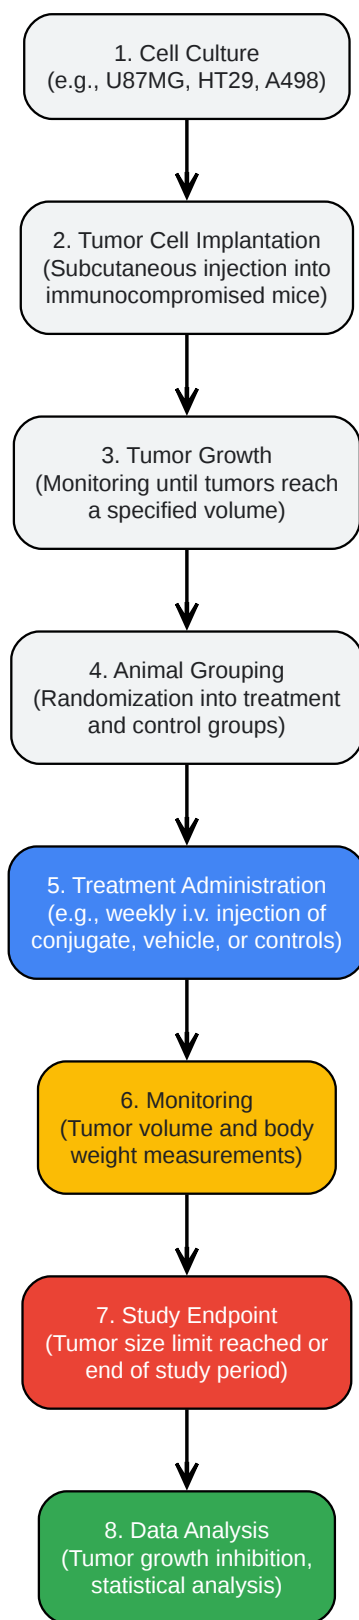 1. Cell Culture
(e.g., U87MG, HT29, A498)
2. Tumor Cell Implantation
(Subcutaneous injection into
immunocompromised mice)
3. Tumor Growth
(Monitoring until tumors reach
a specified volume)
4. Animal Grouping
(Randomization into treatment
and control groups)
5. Treatment Administration
(e.g., weekly i.v. injection of
conjugate, vehicle, or controls)
6. Monitoring
(Tumor volume and body
weight measurements)
7. Study Endpoint
(Tumor size limit reached or
end of study period)
8. Data Analysis
(Tumor growth inhibition,
statistical analysis)